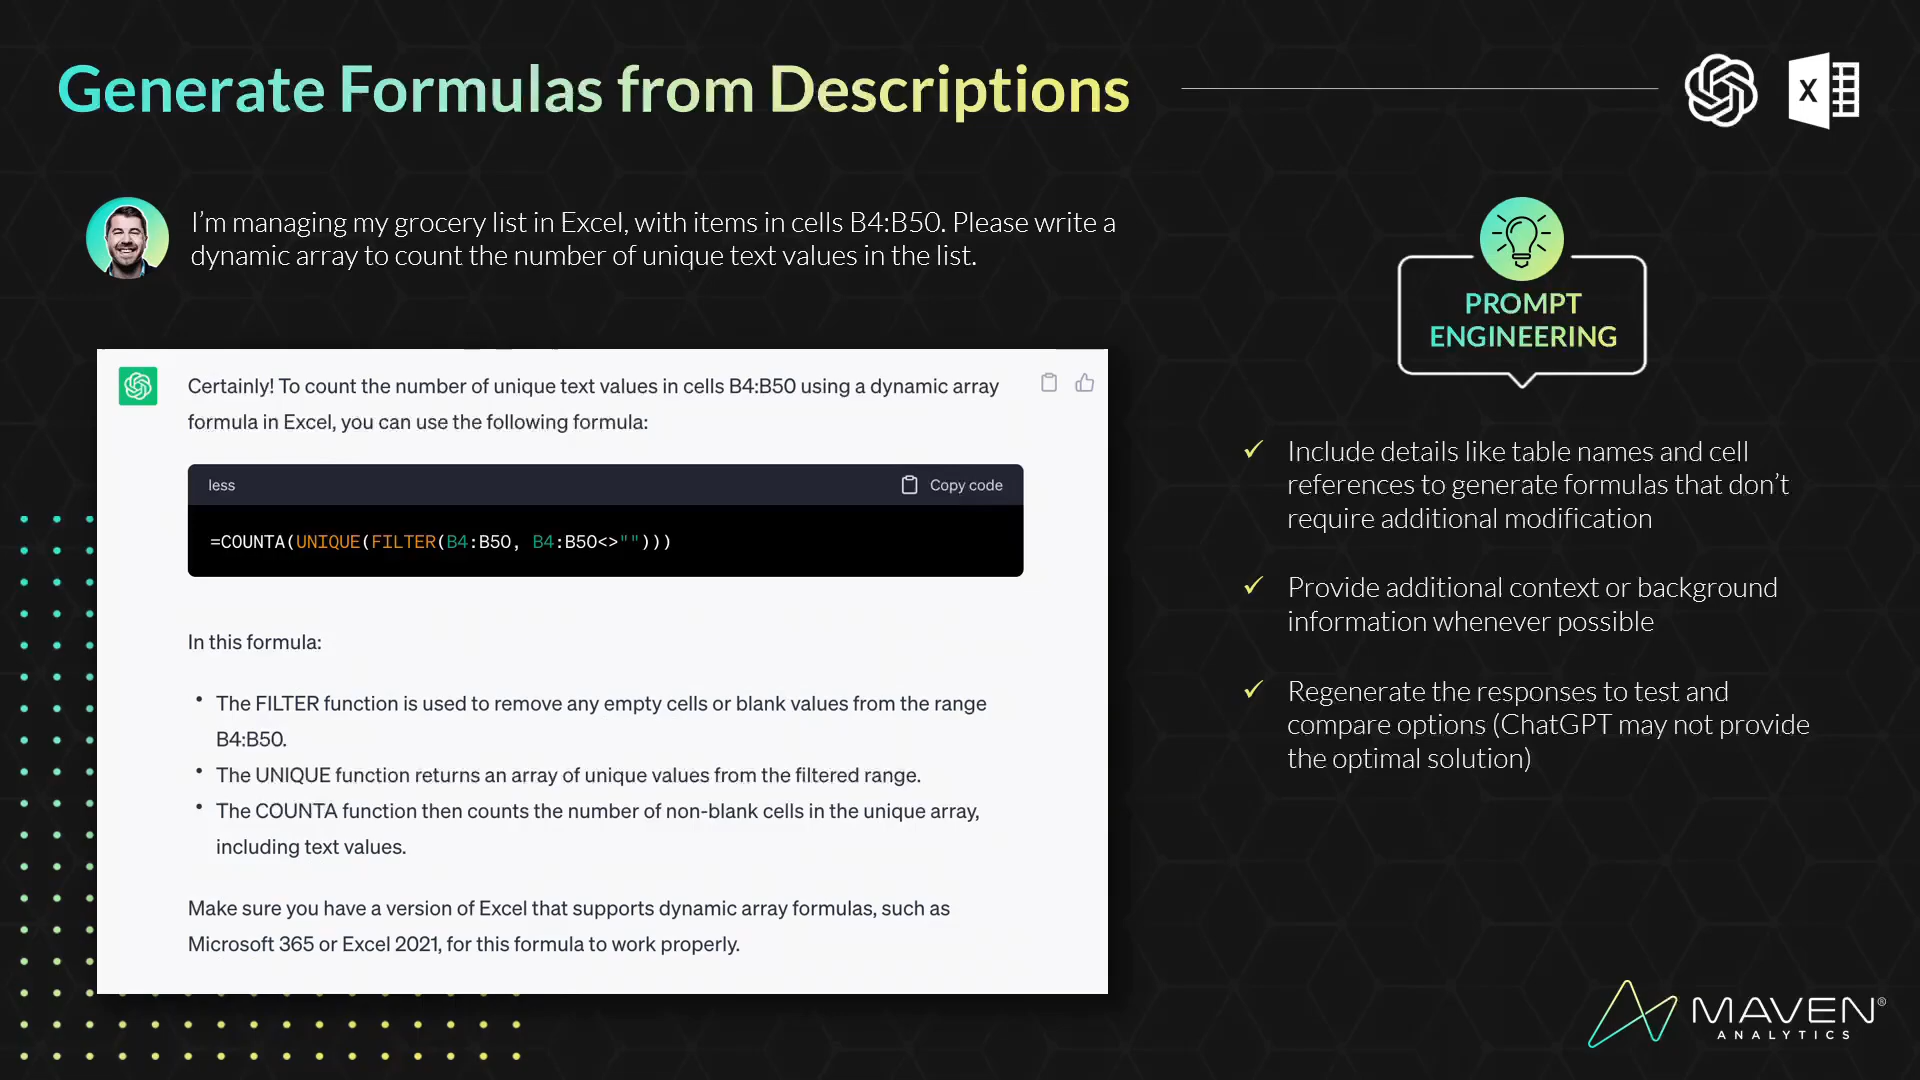 Generate Formulas from Descriptions
X
I’m managing my grocery list in Excel, with items in cells B4:B50. Please write a
dynamic array to count the number of unique text values in the list.
Certainly! To count the number of unique text values in cells B4:B50 using a dynamic array
formula in Excel, you can use the following formula:
less
Copy code
=COUNTA(UNIQUE(FILTER(B4:B50, B4:B50<>"")))
In this formula:
• The FILTER function is used to remove any empty cells or blank values from the range
B4:B50.
• The UNIQUE function returns an array of unique values from the filtered range.
• The COUNTA function then counts the number of non-blank cells in the unique array,
including text values.
Make sure you have a version of Excel that supports dynamic array formulas, such as
Microsoft 365 or Excel 2021, for this formula to work properly.
PROMPT
ENGINEERING
✓ Include details like table names and cell
references to generate formulas that don’t
require additional modification
✓ Provide additional context or background
information whenever possible
✓ Regenerate the responses to test and
compare options (ChatGPT may not provide
the optimal solution)
MAVEN®
ANALYTICS